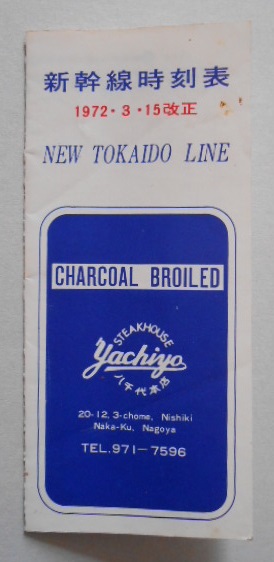 新幹線時刻表
1972・3・15改正
NEW TOKAIDO LINE
CHARCOAL BROILED
STEAKHOUSE
Yachiyo
八千代本店
20-12, 3-chome, Nishiki
Naka-Ku, Nagoya
TEL.971-7596